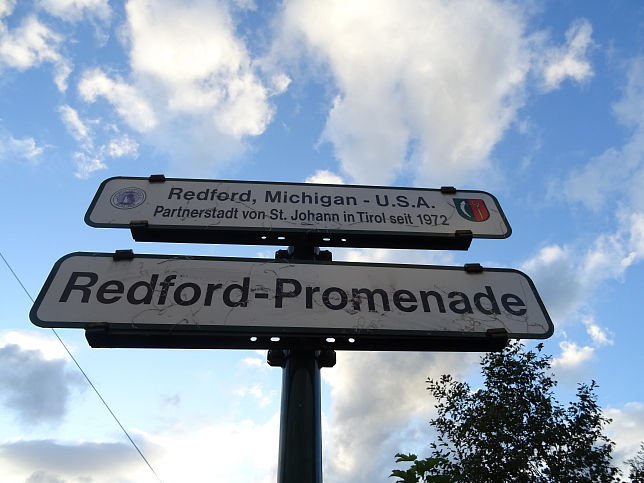 Redford, Michigan - U.S.A.
Partnerstadt von St. Johann in Tirol seit 1972
Redford-Promenade